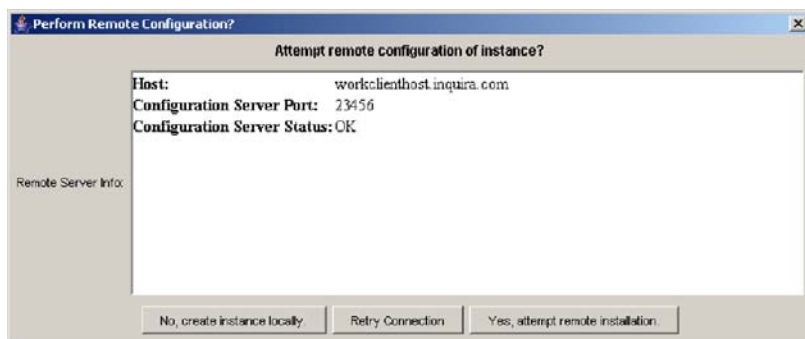 Perform Remote Configuration?
Attempt remote configuration of instance?
Host: workclienthost.inquira.com
Configuration Server Port: 23456
Configuration Server Status: OK
Remote Server Info:
No, create instance locally.
Retry Connection
Yes, attempt remote installation.